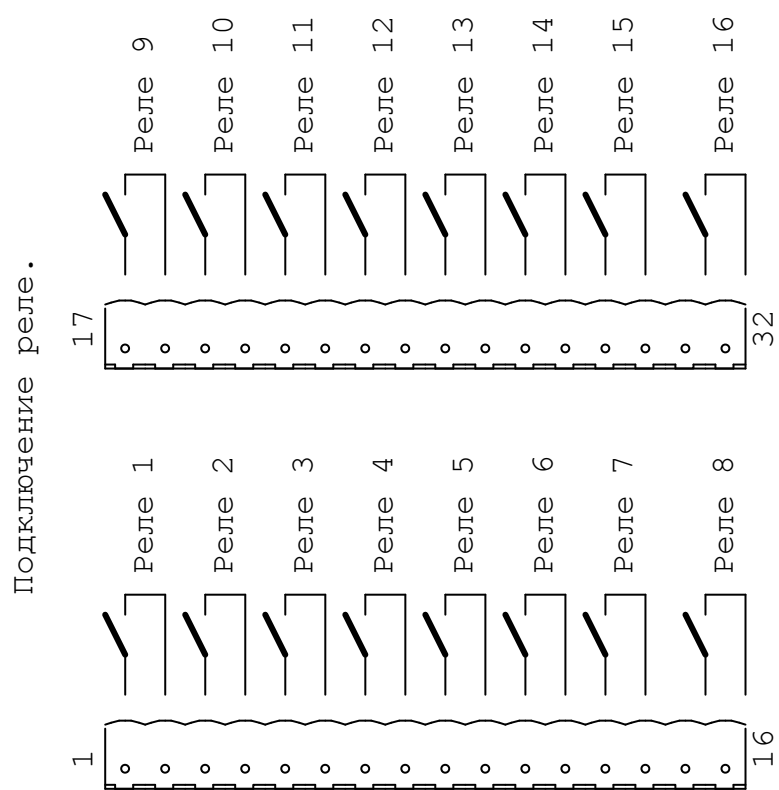 Подключение реле.
Реле 9
Реле 10
Реле 11
Реле 12
Реле 13
Реле 14
Реле 15
Реле 16
17
32
Реле 1
Реле 2
Реле 3
Реле 4
Реле 5
Реле 6
Реле 7
Реле 8
1
16